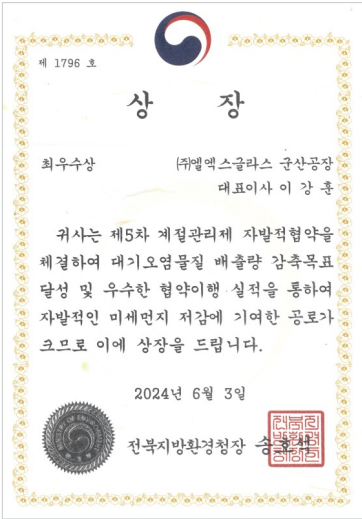 제 1796 호
상 장
최우수상 ㈜엘엑스글라스 군산공장
대표이사 이 강 훈
귀사는 제5차 계절관리제 자발적협약을
체결하여 대기오염물질 배출량 감축목표
달성 및 우수한 협약이행 실적을 통하여
자발적인 미세먼지 저감에 기여한 공로가
크므로 이에 상장을 드립니다.
2024년 6월 3일
전북지방환경청장 송호석